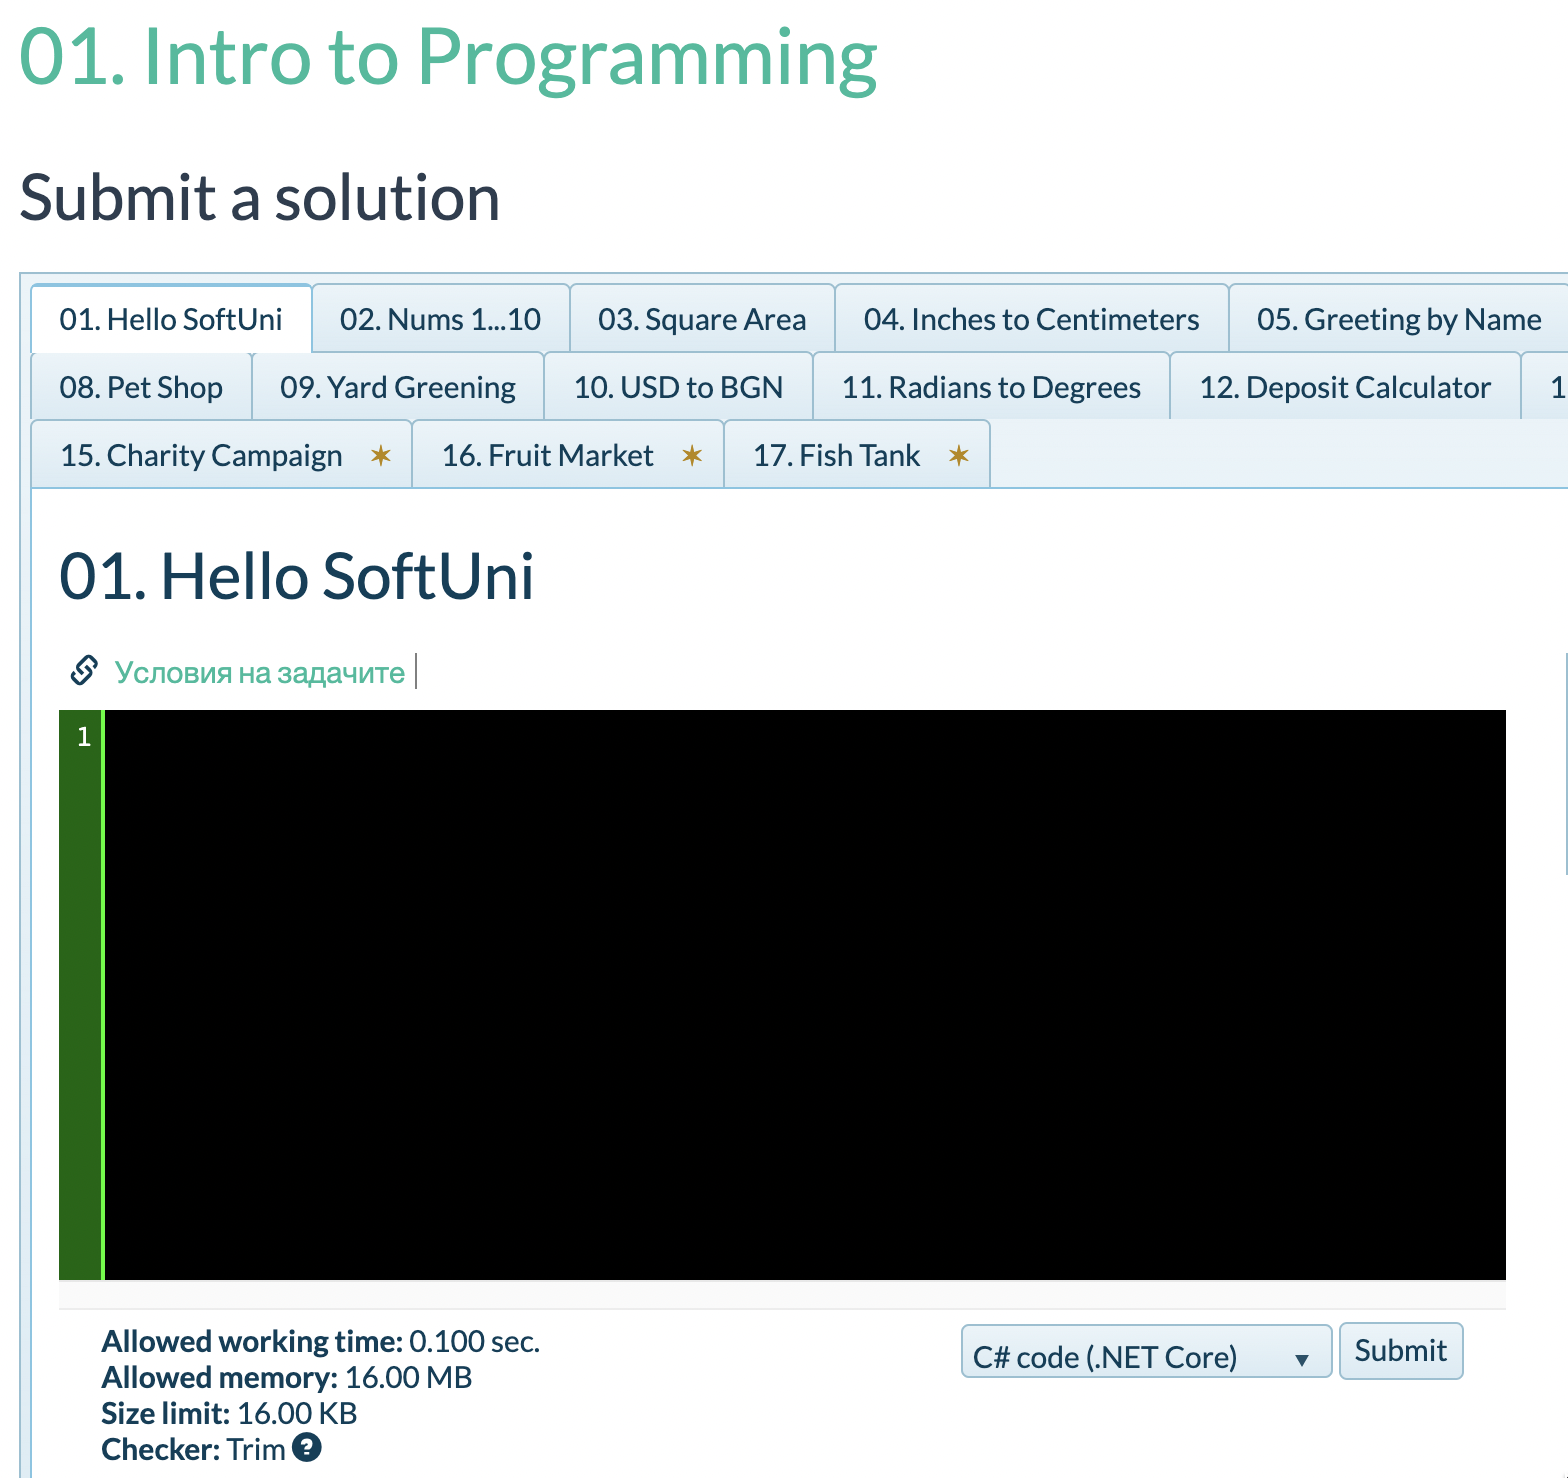 01. Intro to Programming
Submit a solution
01. Hello SoftUni 02. Nums 1...10 03. Square Area 04. Inches to Centimeters 05. Greeting by Name
08. Pet Shop 09. Yard Greening 10. USD to BGN 11. Radians to Degrees 12. Deposit Calculator 1
15. Charity Campaign ✶ 16. Fruit Market ✶ 17. Fish Tank ✶
01. Hello SoftUni
Условия на задачите
1
Allowed working time: 0.100 sec.
Allowed memory: 16.00 MB
Size limit: 16.00 KB
Checker: Trim ?
C# code (.NET Core) ▼ Submit